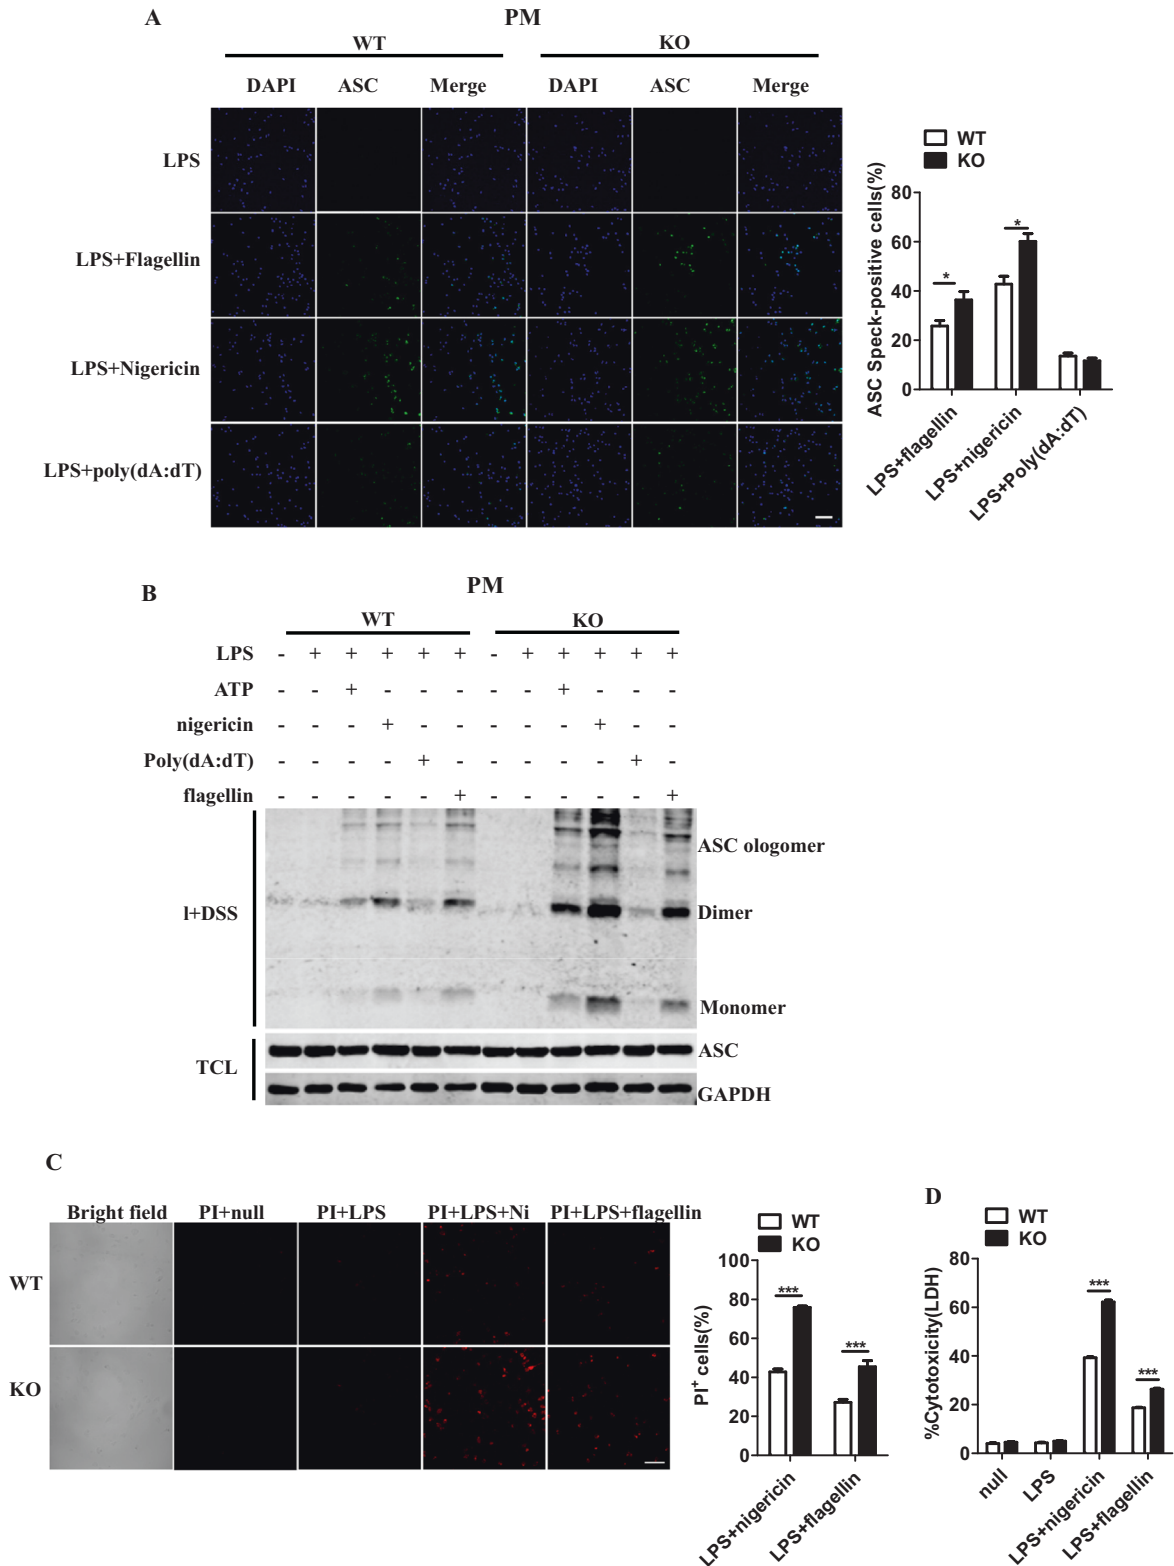 A
PM
WT
KO
DAPI
ASC
Merge
DAPI
ASC
Merge
LPS
LPS+Flagellin
LPS+Nigericin
LPS+poly(dA:dT)
WT
KO
ASC Speck-positive cells(%)
80
60
40
20
0
*
*
LPS+flagellin
LPS+nigericin
LPS+Poly(dA:dT)
B
PM
WT
KO
LPS - + + + + + - + + + + +
ATP - - + - - - - - + - - -
nigericin - - - + - - - - - + - -
Poly(dA:dT) - - - - + - - - - - + -
flagellin - - - - - + - - - - - +
I+DSS
ASC ologomer
Dimer
Monomer
TCL
ASC
GAPDH
C
Bright field
PI+null
PI+LPS
PI+LPS+Ni
PI+LPS+flagellin
WT
KO
WT
KO
PI+ cells(%)
100
80
60
40
20
0
***
***
LPS+nigericin
LPS+flagellin
D
WT
KO
%Cytotoxicity(LDH)
80
60
40
20
0
***
***
null
LPS
LPS+nigericin
LPS+flagellin